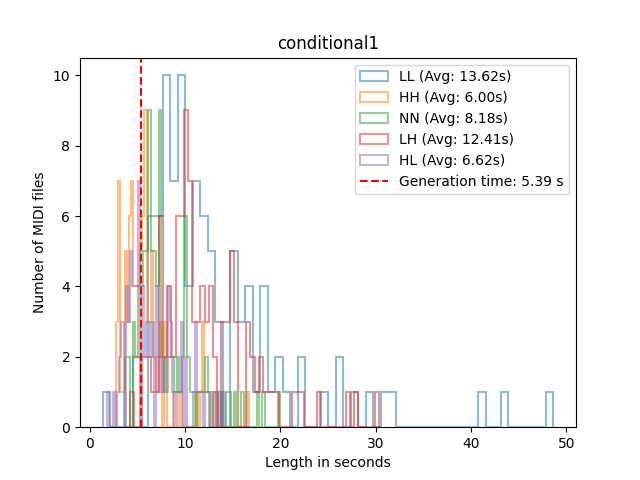 conditional1
LL (Avg: 13.62s)
HH (Avg: 6.00s)
NN (Avg: 8.18s)
LH (Avg: 12.41s)
HL (Avg: 6.62s)
Generation time: 5.39 s
Number of MIDI files
10
8
6
4
2
0
0 10 20 30 40 50
Length in seconds